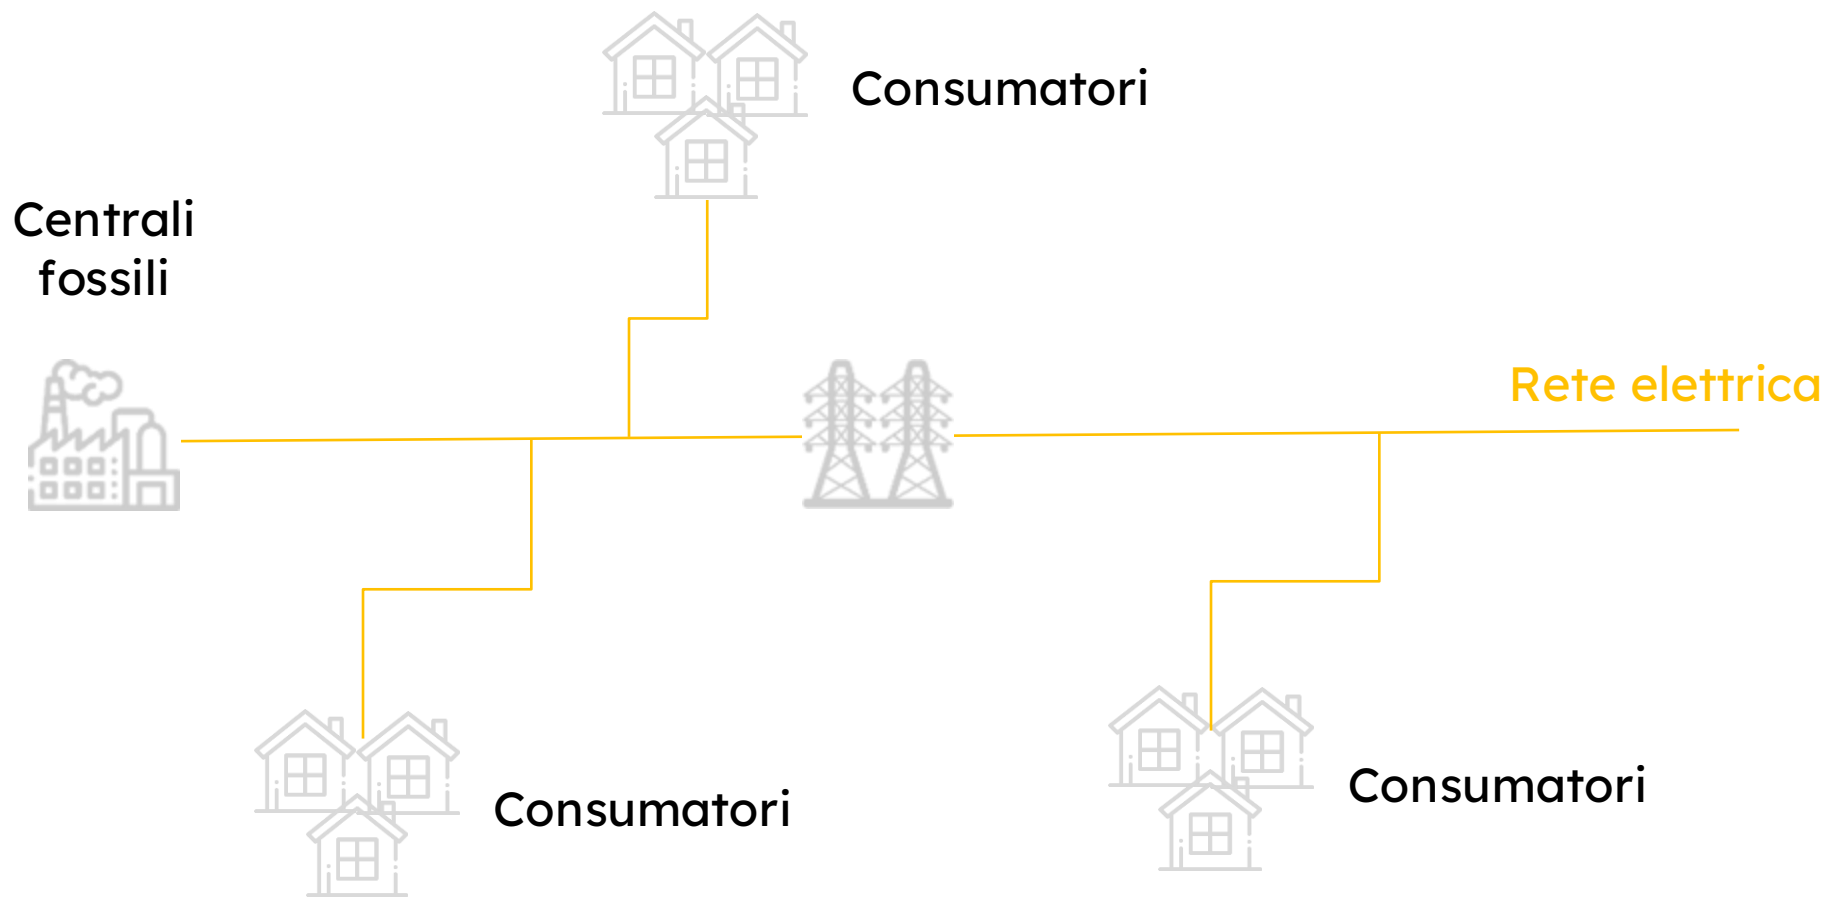 Consumatori
Centrali
fossili
Rete elettrica
Consumatori
Consumatori